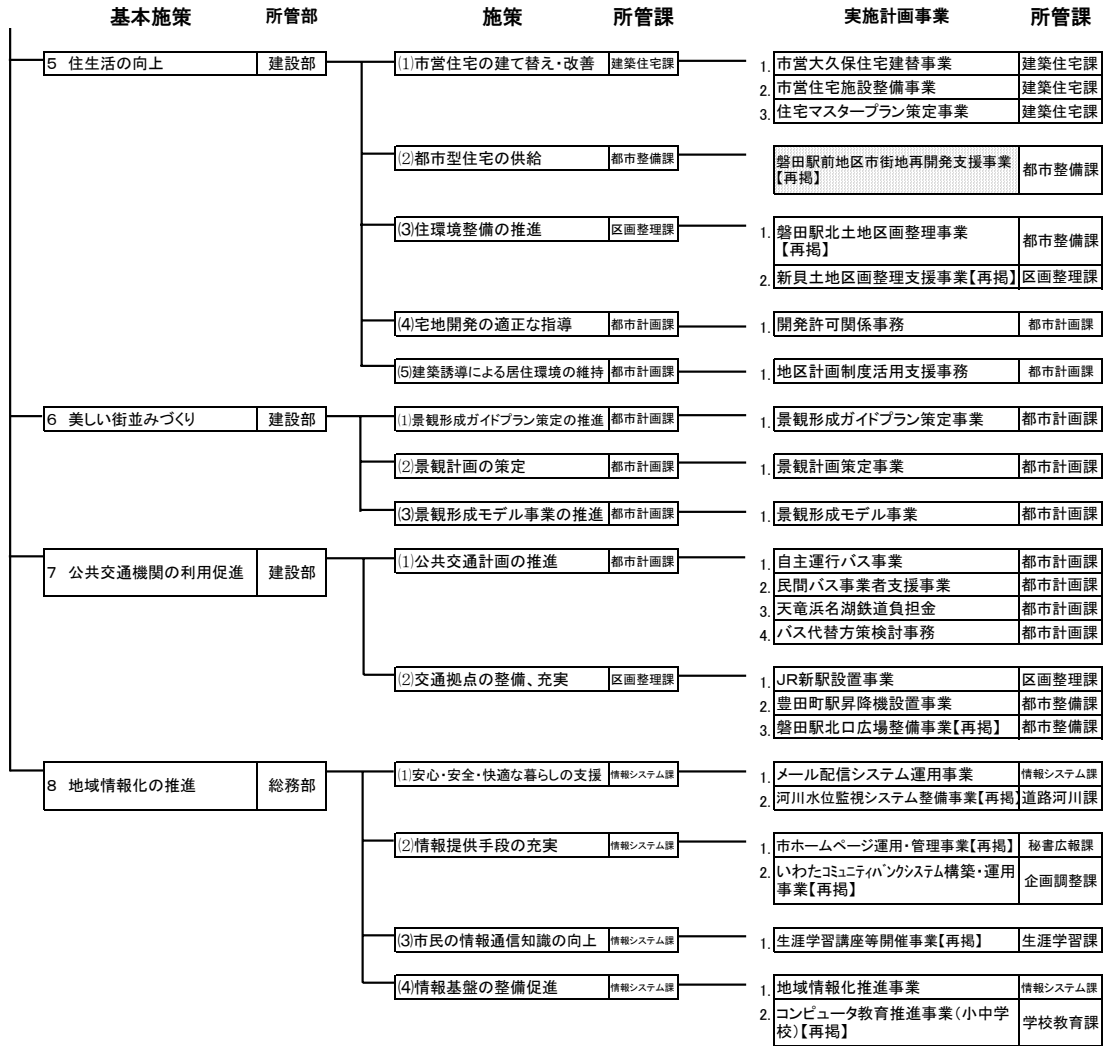 基本施策 所管部 施策 所管課 実施計画事業 所管課
5 住生活の向上 建設部 ⑴市営住宅の建て替え・改善 建築住宅課 1. 市営大久保住宅建替事業 建築住宅課
2. 市営住宅施設整備事業 建築住宅課
3. 住宅マスタープラン策定事業 建築住宅課
⑵都市型住宅の供給 都市整備課 磐田駅前地区市街地再開発支援事業
【再掲】 都市整備課
⑶住環境整備の推進 区画整理課 1. 磐田駅北土地区画整理事業
【再掲】 都市整備課
2. 新貝土地区画整理支援事業【再掲】 区画整理課
⑷宅地開発の適正な指導 都市計画課 1. 開発許可関係事務 都市計画課
⑸建築誘導による居住環境の維持 都市計画課 1. 地区計画制度活用支援事務 都市計画課
6 美しい街並みづくり 建設部 ⑴景観形成ガイドプラン策定の推進 都市計画課 1. 景観形成ガイドプラン策定事業 都市計画課
⑵景観計画の策定 都市計画課 1. 景観計画策定事業 都市計画課
⑶景観形成モデル事業の推進 都市計画課 1. 景観形成モデル事業 都市計画課
7 公共交通機関の利用促進 建設部 ⑴公共交通計画の推進 都市計画課 1. 自主運行バス事業 都市計画課
2. 民間バス事業者支援事業 都市計画課
3. 天竜浜名湖鉄道負担金 都市計画課
4. バス代替方策検討事務 都市計画課
⑵交通拠点の整備、充実 区画整理課 1. JR新駅設置事業 区画整理課
2. 豊田町駅昇降機設置事業 都市整備課
3. 磐田駅北口広場整備事業【再掲】 都市整備課
8 地域情報化の推進 総務部 ⑴安心・安全・快適な暮らしの支援 情報システム課 1. メール配信システム運用事業 情報システム課
2. 河川水位監視システム整備事業【再掲】 道路河川課
⑵情報提供手段の充実 情報システム課 1. 市ホームページ運用・管理事業【再掲】 秘書広報課
2. いわたコミュニティバンクシステム構築・運用
事業【再掲】 企画調整課
⑶市民の情報通信知識の向上 情報システム課 1. 生涯学習講座等開催事業【再掲】 生涯学習課
⑷情報基盤の整備促進 情報システム課 1. 地域情報化推進事業 情報システム課
2. コンピュータ教育推進事業（小中学
校）【再掲】 学校教育課